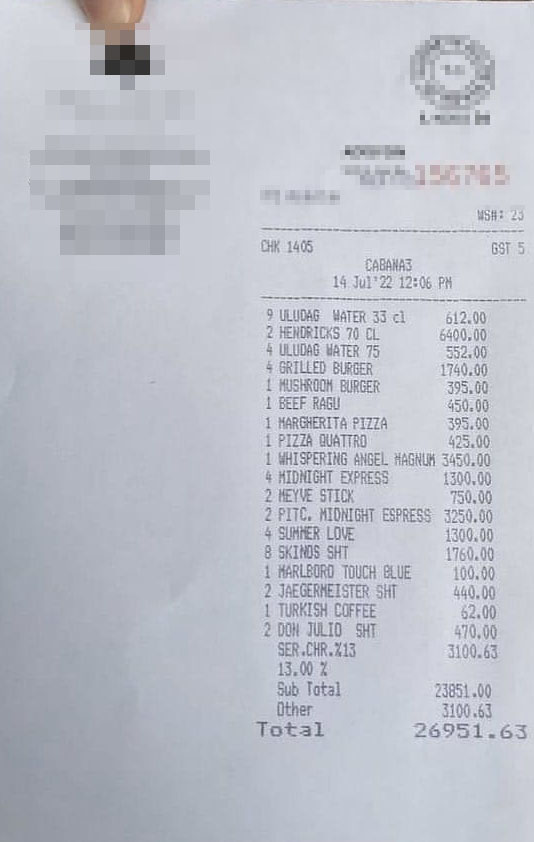 156765
WSH: 23
CHK 1405 GST 5
CABANA3
14 Jul'22 12:06 PM
9 ULUDAG WATER 33 cl 612.00
2 HENDRICKS 70 CL 6400.00
4 ULUDAG WATER 75 552.00
4 GRILLED BURGER 1740.00
1 MUSHROOM BURGER 395.00
1 BEEF RAGU 450.00
1 MARGHERITA PIZZA 395.00
1 PIZZA QUATTRO 425.00
1 WHISPERING ANGEL MAGNUM 3450.00
4 MIDNIGHT EXPRESS 1300.00
2 MEYVE STICK 750.00
2 PITC. MIDNIGHT ESPRESS 3250.00
4 SUMMER LOVE 1300.00
8 SKINOS SHT 1760.00
1 MARLBORO TOUCH BLUE 100.00
2 JAEGERMEISTER SHT 440.00
1 TURKISH COFFEE 62.00
2 DON JULIO SHT 470.00
SER.CHR.%13 3100.63
13.00 %
Sub Total 23851.00
Other 3100.63
Total 26951.63